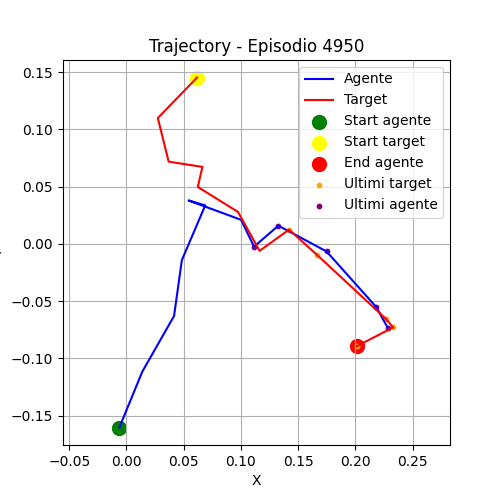 Trajectory - Episodio 4950
Agente
Target
Start agente
Start target
End agente
Ultimi target
Ultimi agente
0.15
0.10
0.05
0.00
−0.05
−0.10
−0.15
−0.05
0.00
0.05
0.10
0.15
0.20
0.25
X